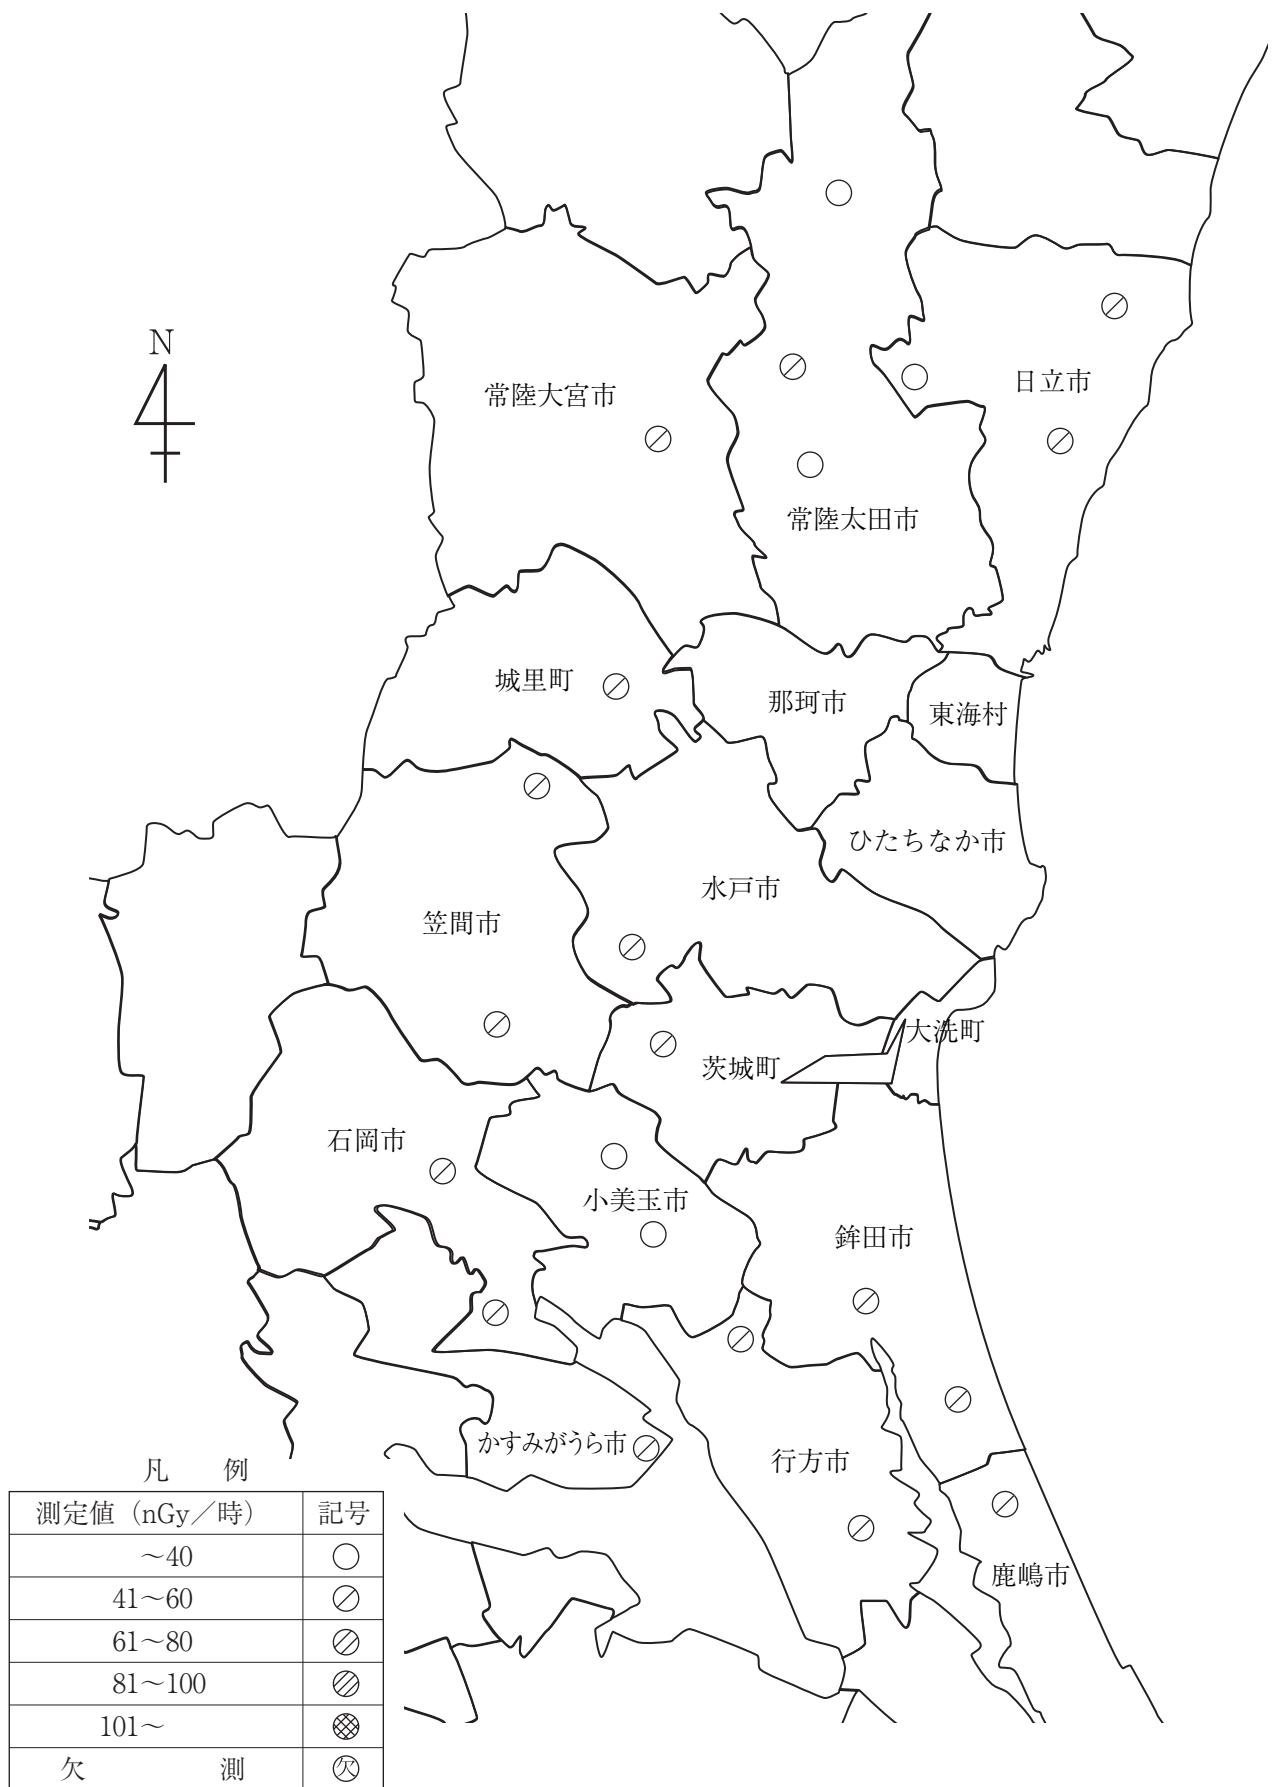 N
常陸大宮市
日立市
常陸太田市
城里町
那珂市
東海村
ひたちなか市
水戸市
笠間市
大洗町
茨城町
石岡市
小美玉市
鉾田市
かすみがうら市
行方市
鹿嶋市
凡 例
測定値（nGy／時） 記号
～40
41～60
61～80
81～100
101～
欠 測 欠